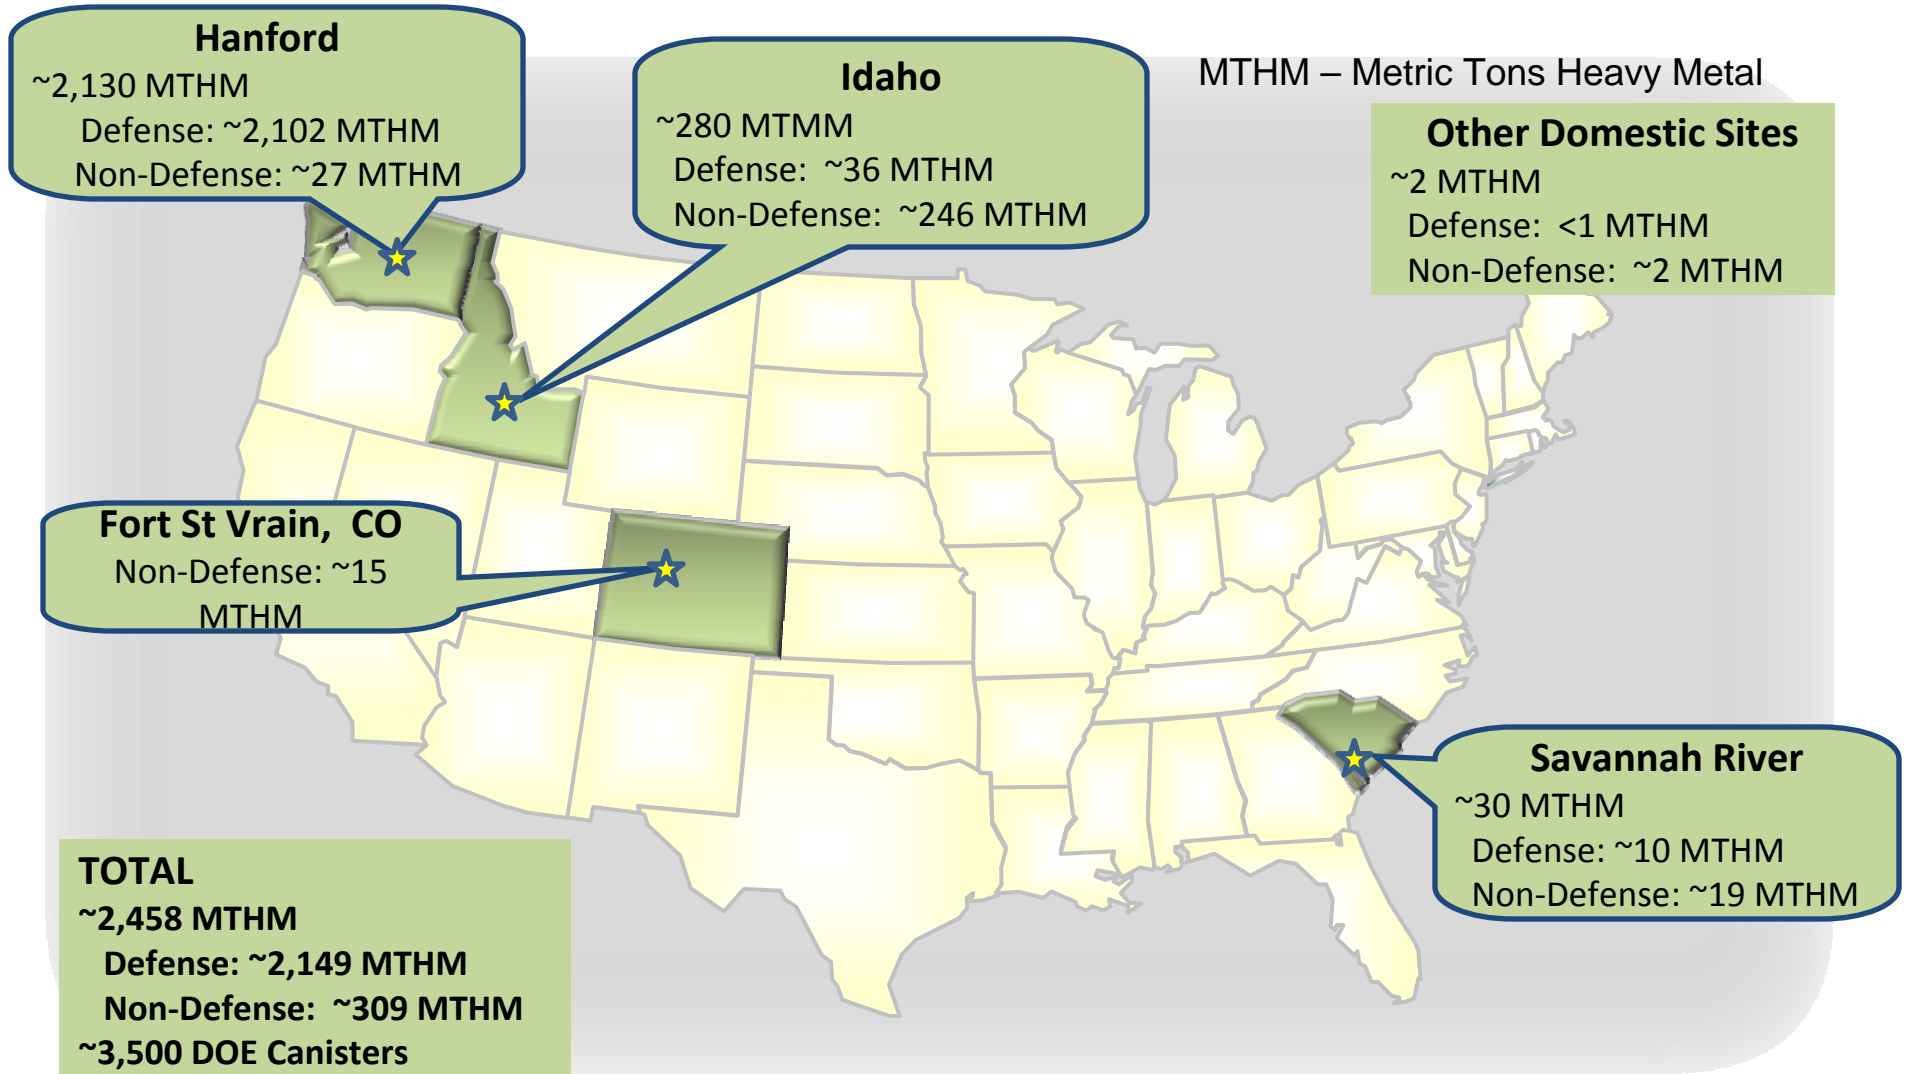 Hanford
~2,130 MTHM
Defense: ~2,102 MTHM
Non-Defense: ~27 MTHM
Idaho
~280 MTMM
Defense: ~36 MTHM
Non-Defense: ~246 MTHM
MTHM – Metric Tons Heavy Metal
Other Domestic Sites
~2 MTHM
Defense: <1 MTHM
Non-Defense: ~2 MTHM
Fort St Vrain, CO
Non-Defense: ~15
MTHM
Savannah River
~30 MTHM
Defense: ~10 MTHM
Non-Defense: ~19 MTHM
TOTAL
~2,458 MTHM
Defense: ~2,149 MTHM
Non-Defense: ~309 MTHM
~3,500 DOE Canisters